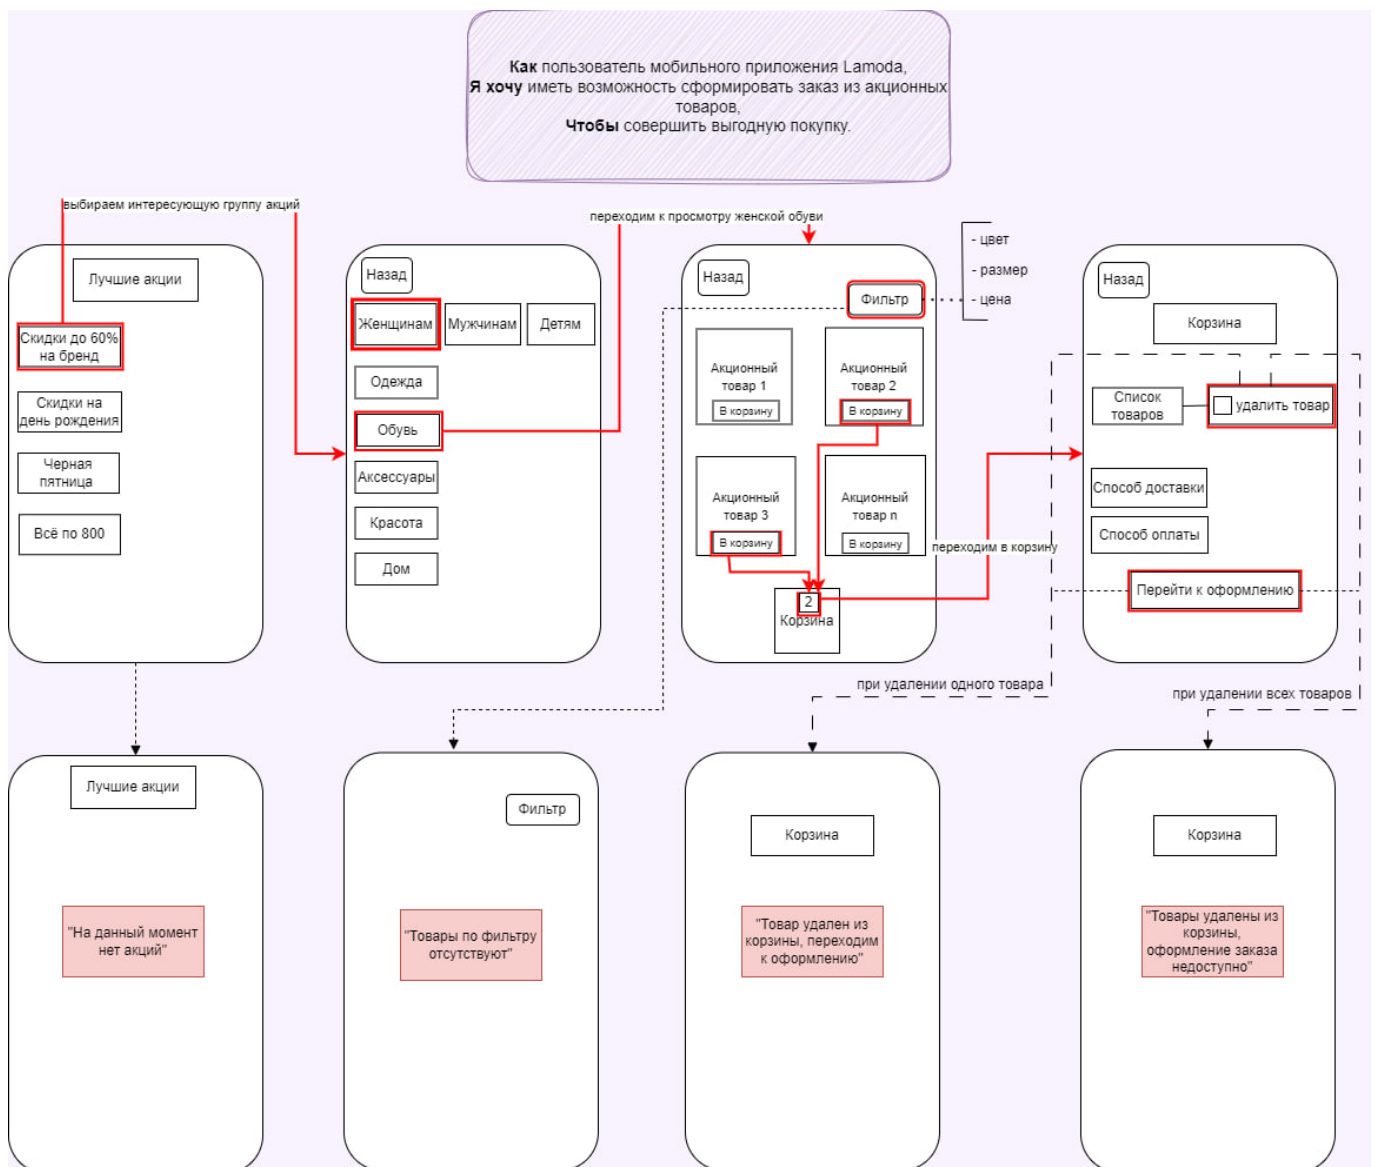 Как пользователь мобильного приложения Lamoda,
Я хочу иметь возможность сформировать заказ из акционных
товаров,
Чтобы совершить выгодную покупку.
выбираем интересующую группу акций
переходим к просмотру женской обуви
- цвет
- размер
- цена
Лучшие акции
Скидки до 60%
на бренд
Скидки на
день рождения
Черная
пятница
Всё по 800
Назад
Женщинам
Мужчинам
Детям
Одежда
Обувь
Аксессуары
Красота
Дом
Назад
Фильтр
Акционный
товар 1
В корзину
Акционный
товар 2
В корзину
Акционный
товар 3
В корзину
Акционный
товар n
В корзину
2
Корзина
переходим в корзину
Назад
Корзина
Список
товаров
удалить товар
Способ доставки
Способ оплаты
Перейти к оформлению
при удалении одного товара
при удалении всех товаров
Лучшие акции
"На данный момент
нет акций"
Фильтр
"Товары по фильтру
отсутствуют"
Корзина
"Товар удален из
корзины, переходим
к оформлению"
Корзина
"Товары удалены из
корзины,
оформление заказа
недоступно"